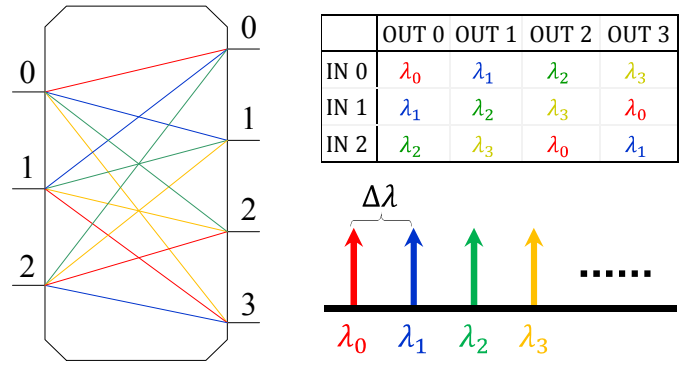 0
1
2
0
1
2
3
OUT 0 OUT 1 OUT 2 OUT 3
IN 0 λ₀ λ₁ λ₂ λ₃
IN 1 λ₁ λ₂ λ₃ λ₀
IN 2 λ₂ λ₃ λ₀ λ₁
Δλ
......
λ₀ λ₁ λ₂ λ₃